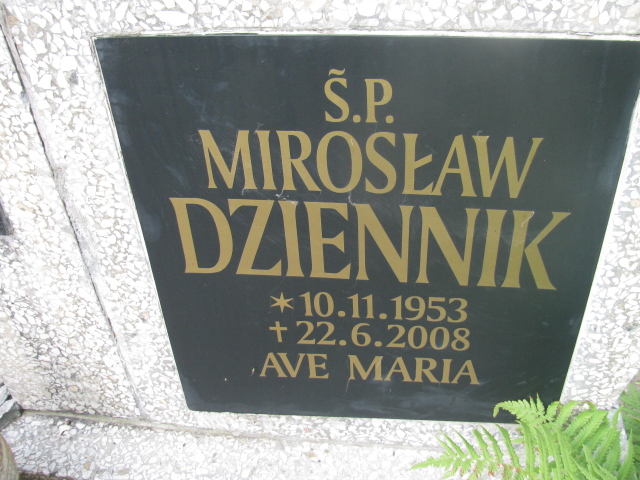 Š.P.
MIROSŁAW
DZIENNIK
✶ 10.11.1953
✝ 22.6.2008
AVE MARIA